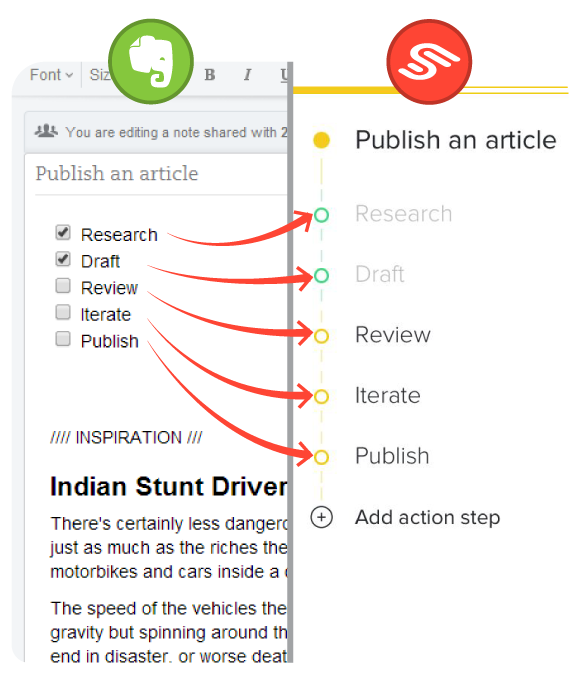 Font Siz B I U
You are editing a note shared with 2
Publish an article
Research
Draft
Review
Iterate
Publish
//// INSPIRATION ///
Indian Stunt Driver
There's certainly less dangero
just as much as the riches the
motorbikes and cars inside a
The speed of the vehicles the
gravity but spinning around th
end in disaster, or worse deat
Publish an article
Research
Draft
Review
Iterate
Publish
Add action step